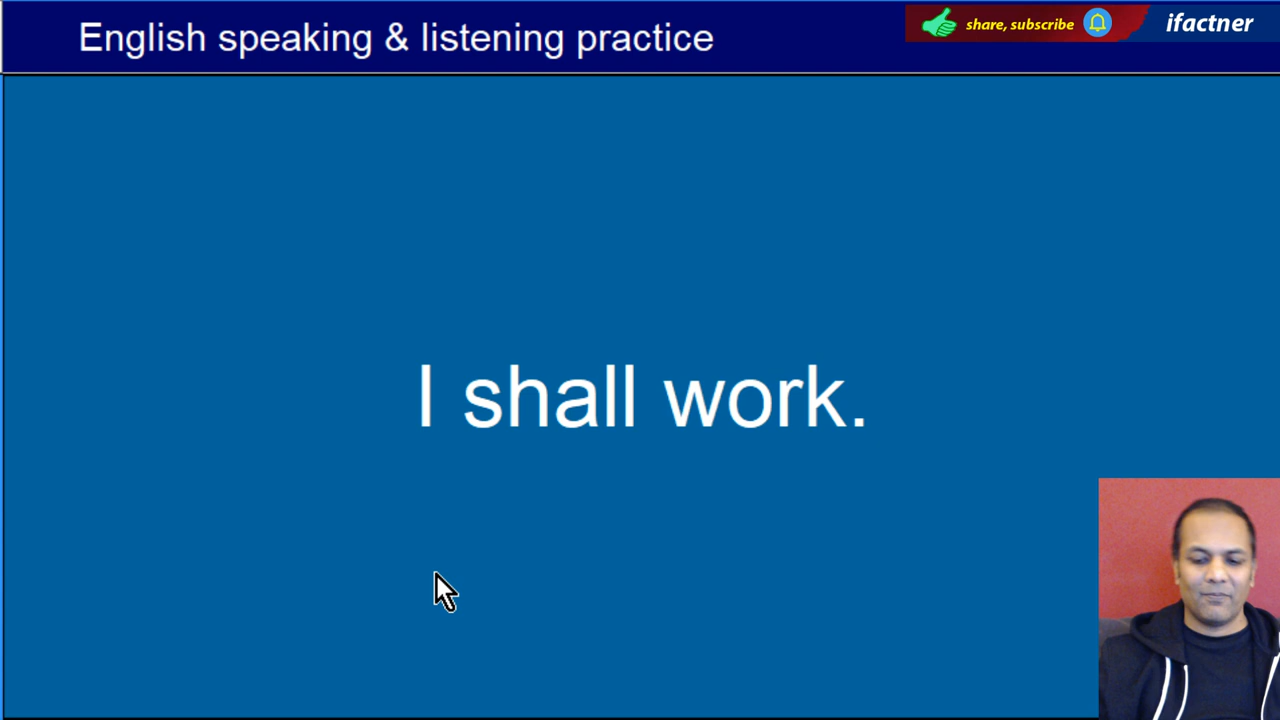 English speaking & listening practice
share, subscribe
ifactner
I shall work.